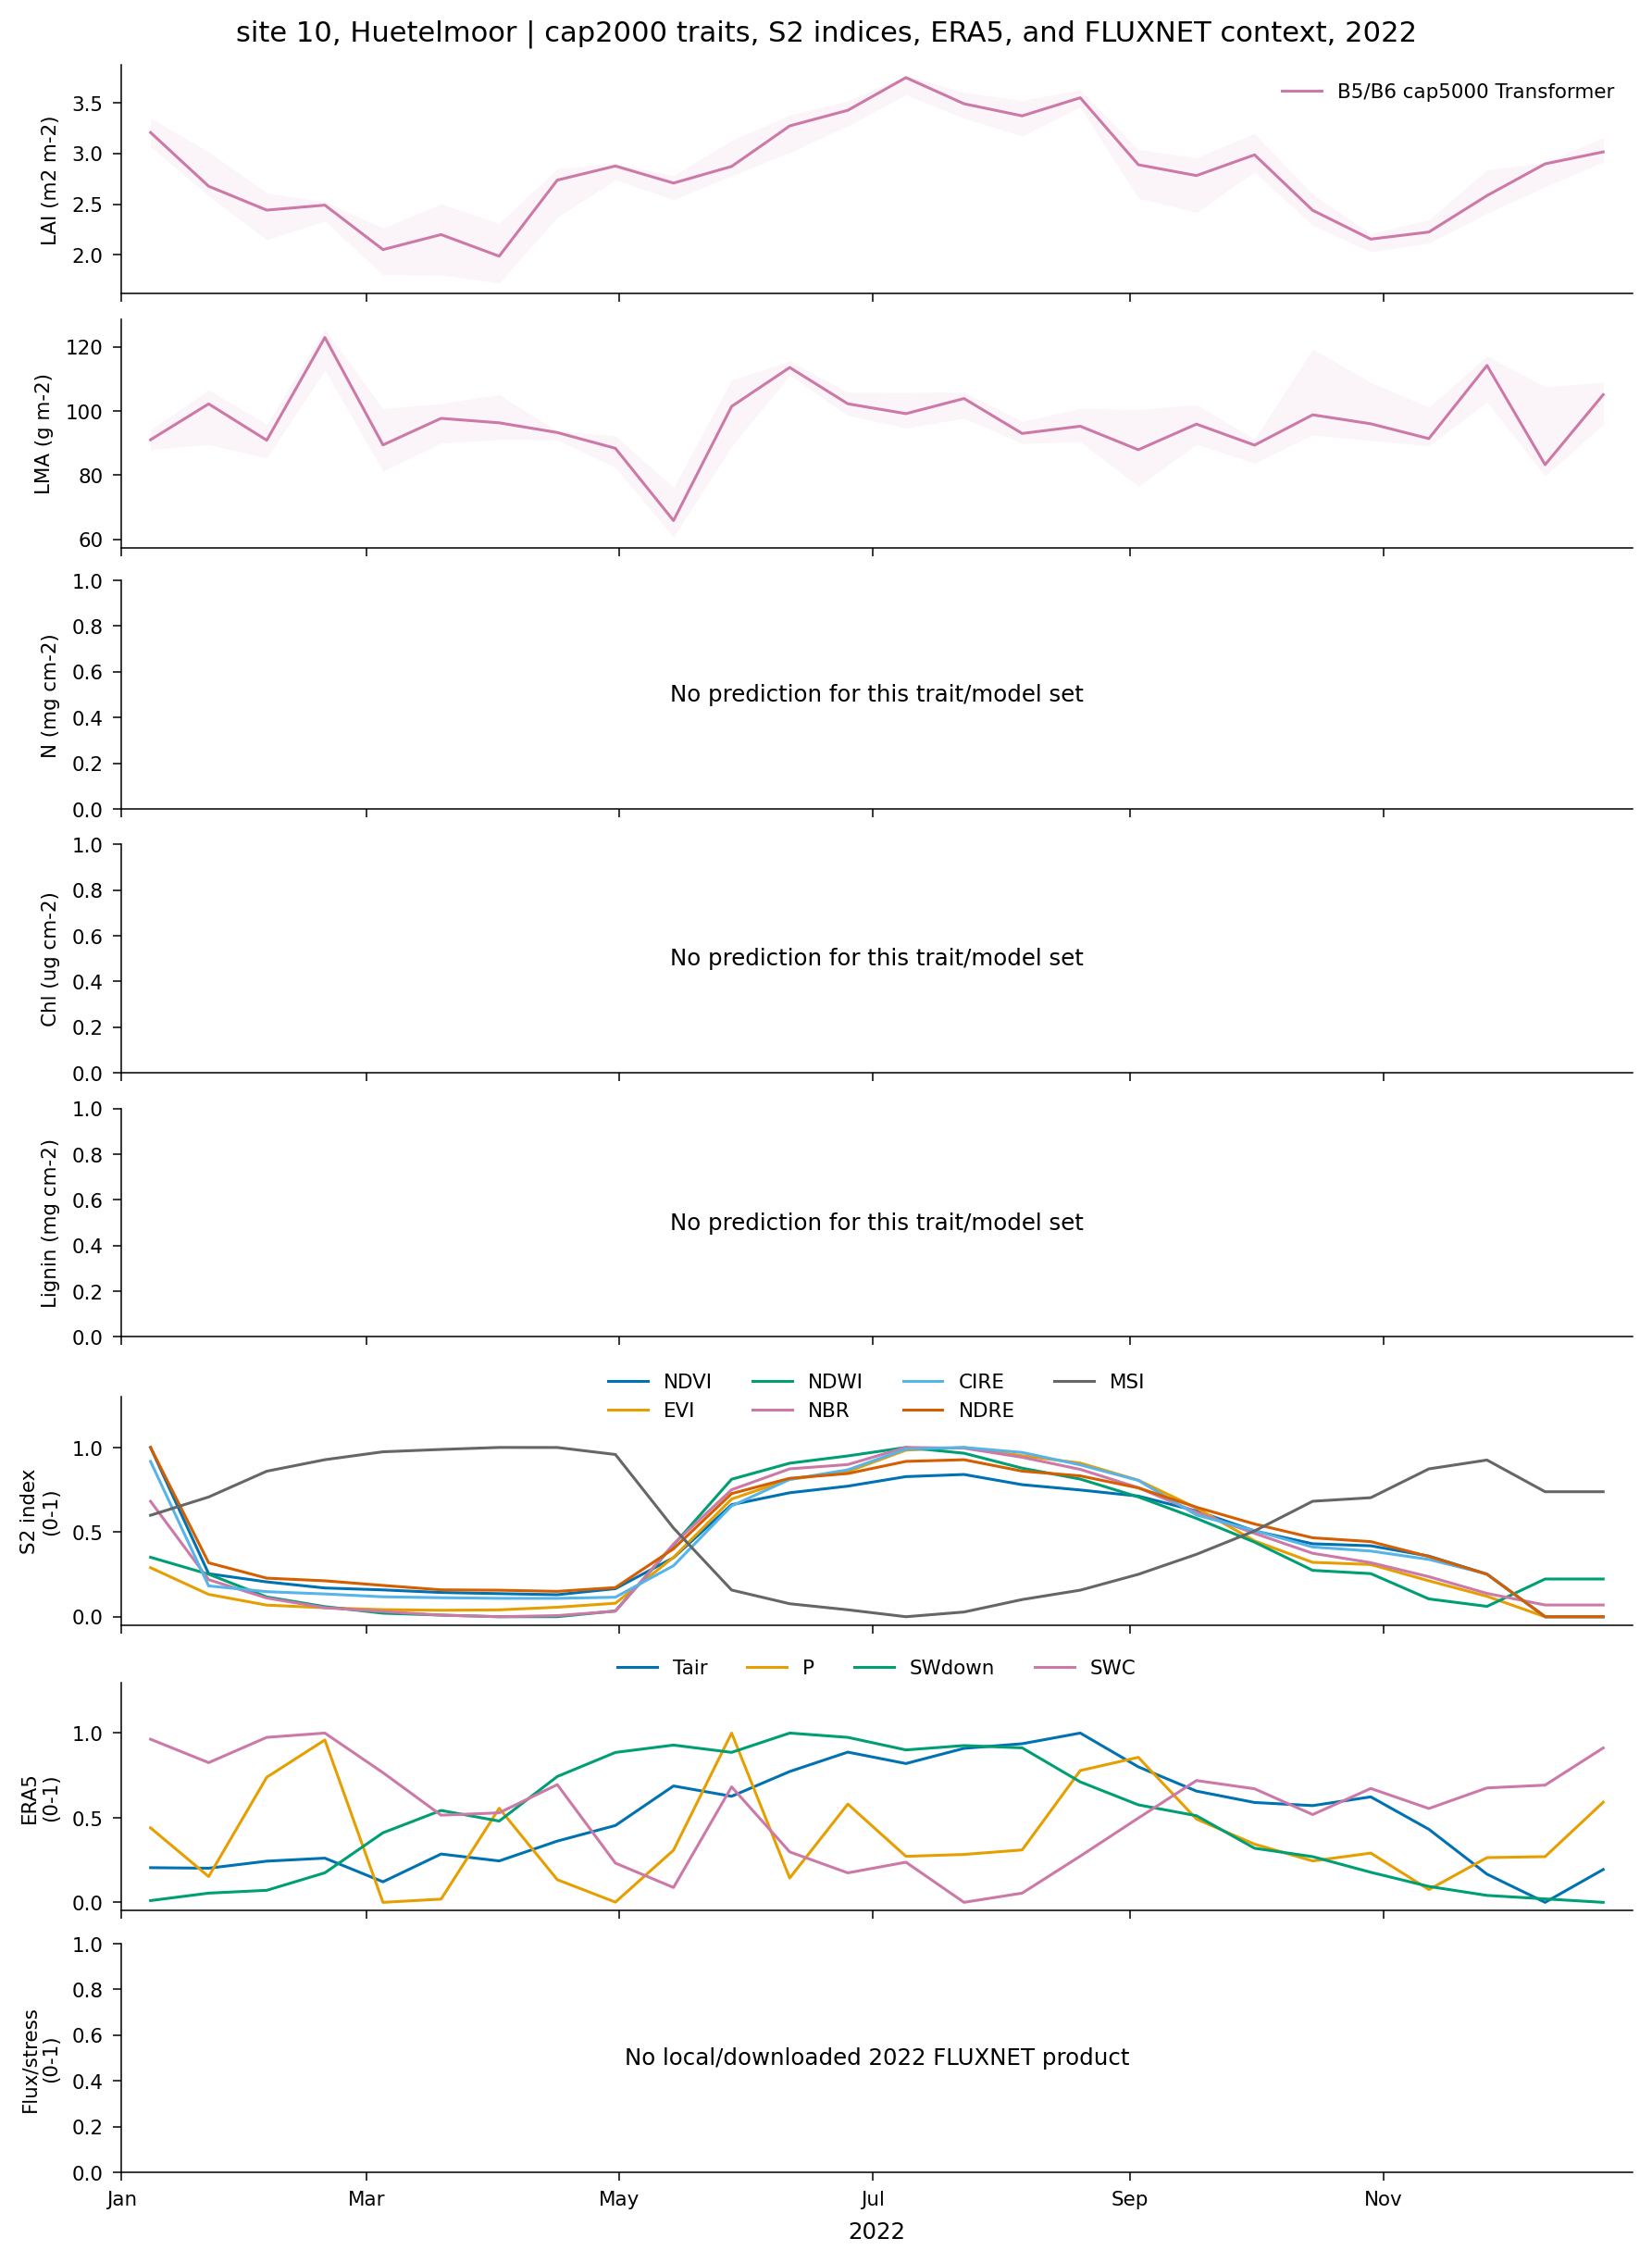 site 10, Huetelmoor | cap2000 traits, S2 indices, ERA5, and FLUXNET context, 2022
B5/B6 cap5000 Transformer
LAI (m2 m-2)
3.5
3.0
2.5
2.0
LMA (g m-2)
120
100
80
60
N (mg cm-2)
1.0
0.8
0.6
0.4
0.2
0.0
No prediction for this trait/model set
Chl (ug cm-2)
1.0
0.8
0.6
0.4
0.2
0.0
No prediction for this trait/model set
Lignin (mg cm-2)
1.0
0.8
0.6
0.4
0.2
0.0
No prediction for this trait/model set
NDVI NDWI CIRE MSI
EVI NBR NDRE
S2 index
(0-1)
1.0
0.5
0.0
Tair P SWdown SWC
ERA5
(0-1)
1.0
0.5
0.0
Flux/stress
(0-1)
1.0
0.8
0.6
0.4
0.2
0.0
No local/downloaded 2022 FLUXNET product
Jan Mar May Jul Sep Nov
2022